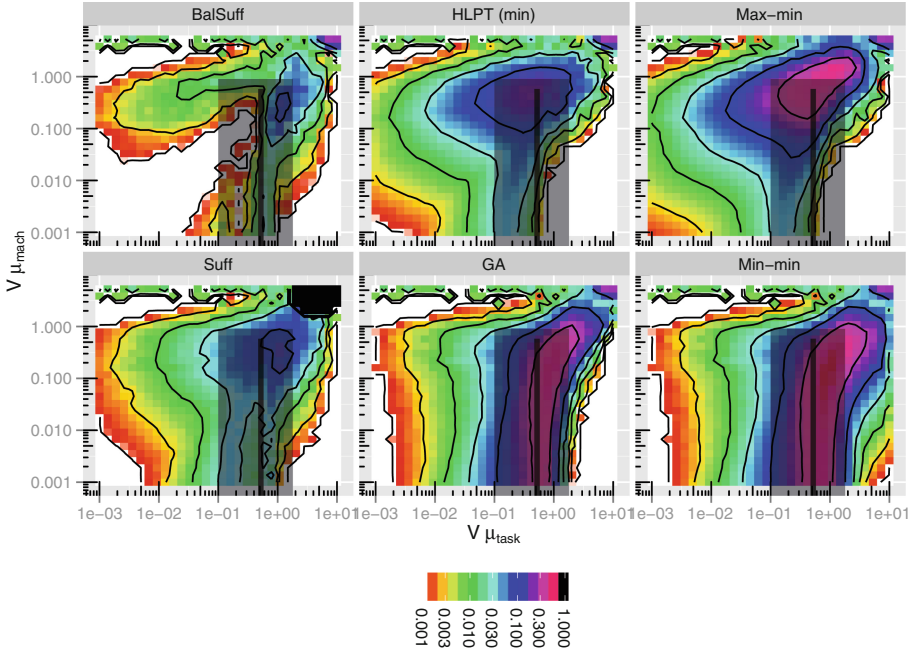 BalSuff HLPT (min) Max−min
1.000
0.100
0.010
0.001
V μmach
Suff GA Min−min
1.000
0.100
0.010
0.001
1e−03 1e−02 1e−01 1e+00 1e+01 1e−03 1e−02 1e−01 1e+00 1e+01 1e−03 1e−02 1e−01 1e+00 1e+01
V μtask
0.001 0.003 0.010 0.030 0.100 0.300 1.000